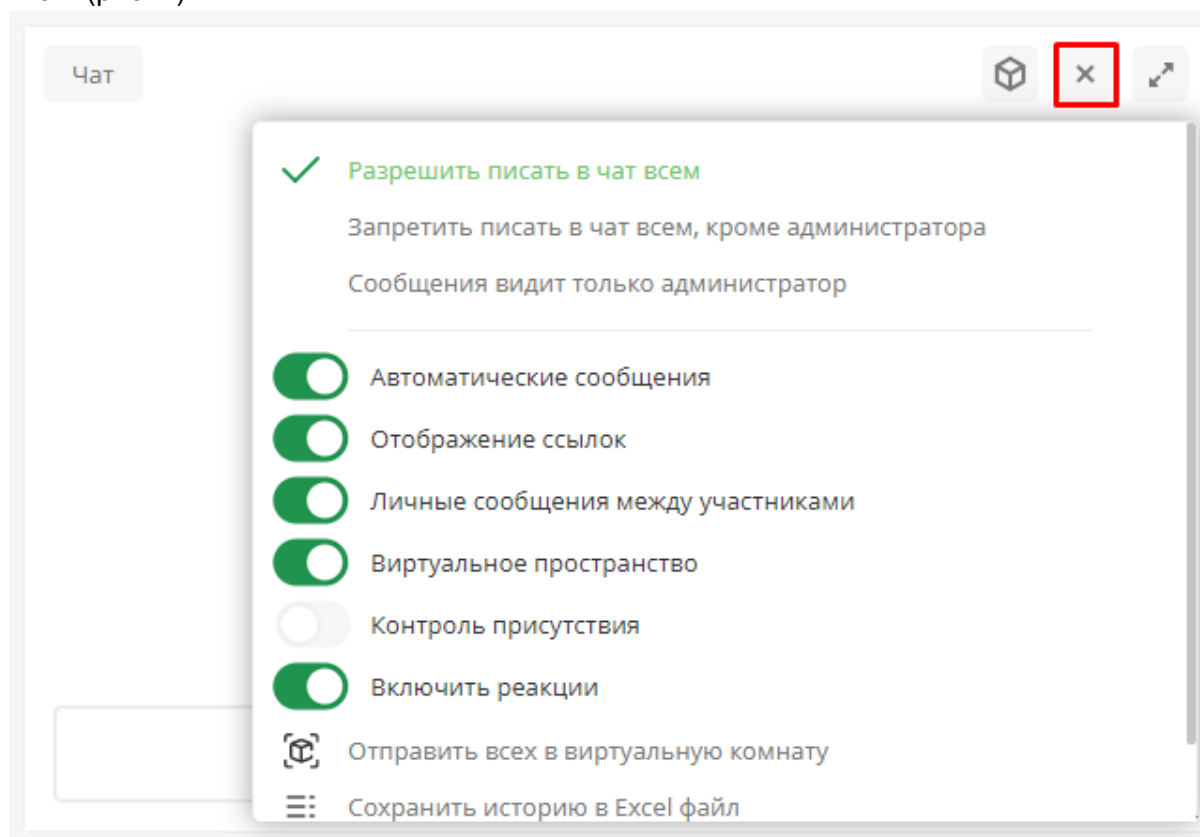 Чат
Разрешить писать в чат всем
Запретить писать в чат всем, кроме администратора
Сообщения видит только администратор
Автоматические сообщения
Отображение ссылок
Личные сообщения между участниками
Виртуальное пространство
Контроль присутствия
Включить реакции
Отправить всех в виртуальную комнату
Сохранить историю в Excel файл